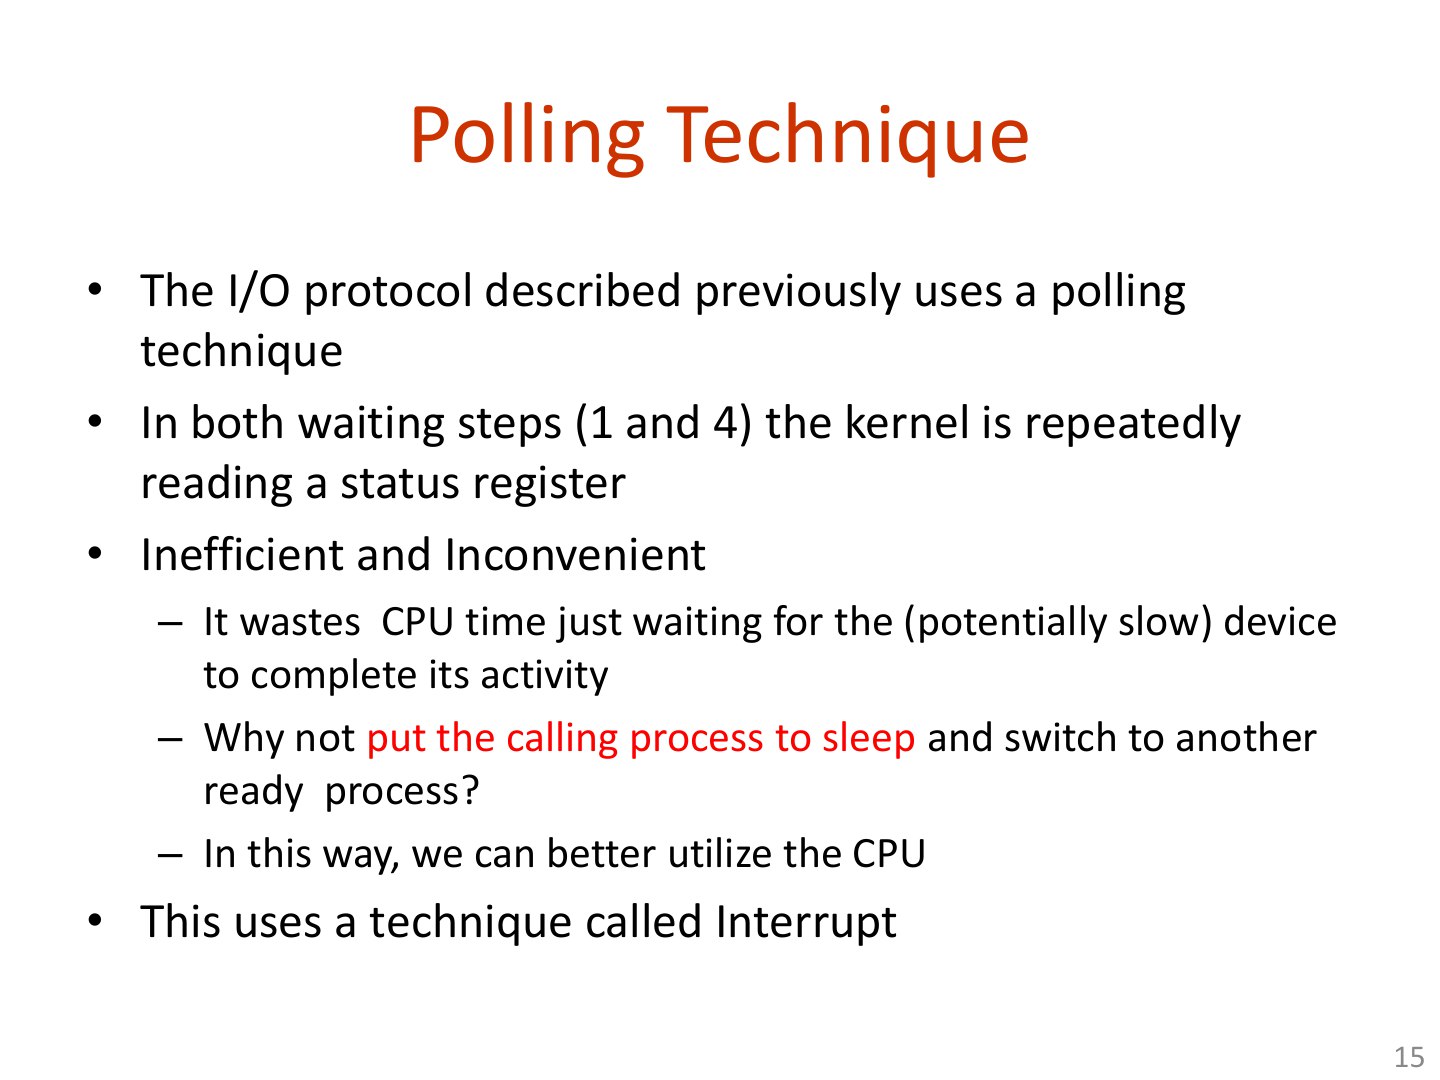 Polling Technique
• The I/O protocol described previously uses a polling
technique
• In both waiting steps (1 and 4) the kernel is repeatedly
reading a status register
• Inefficient and Inconvenient
– It wastes  CPU time just waiting for the (potentially slow) device
to complete its activity
– Why not put the calling process to sleep and switch to another
ready  process?
– In this way, we can better utilize the CPU
• This uses a technique called Interrupt
15